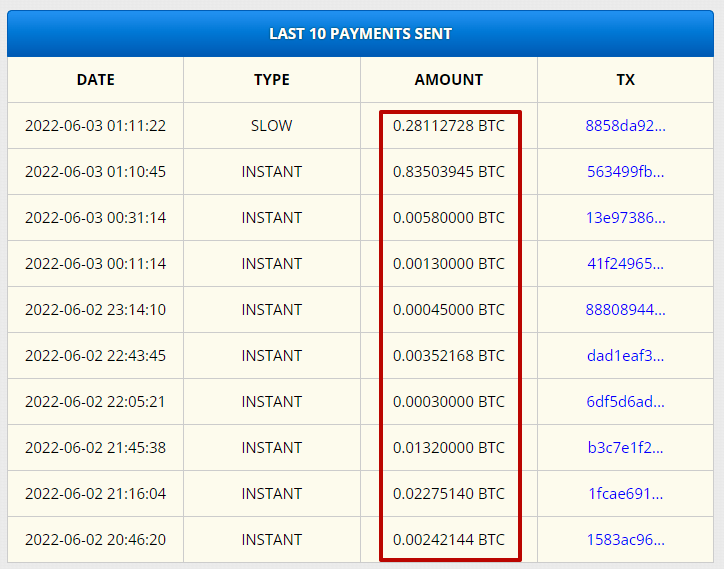 LAST 10 PAYMENTS SENT
DATE TYPE AMOUNT TX
2022-06-03 01:11:22 SLOW 0.28112728 BTC 8858da92...
2022-06-03 01:10:45 INSTANT 0.83503945 BTC 563499fb...
2022-06-03 00:31:14 INSTANT 0.00580000 BTC 13e97386...
2022-06-03 00:11:14 INSTANT 0.00130000 BTC 41f24965...
2022-06-02 23:14:10 INSTANT 0.00045000 BTC 88808944...
2022-06-02 22:43:45 INSTANT 0.00352168 BTC dad1eaf3...
2022-06-02 22:05:21 INSTANT 0.00030000 BTC 6df5d6ad...
2022-06-02 21:45:38 INSTANT 0.01320000 BTC b3c7e1f2...
2022-06-02 21:16:04 INSTANT 0.02275140 BTC 1fcae691...
2022-06-02 20:46:20 INSTANT 0.00242144 BTC 1583ac96...